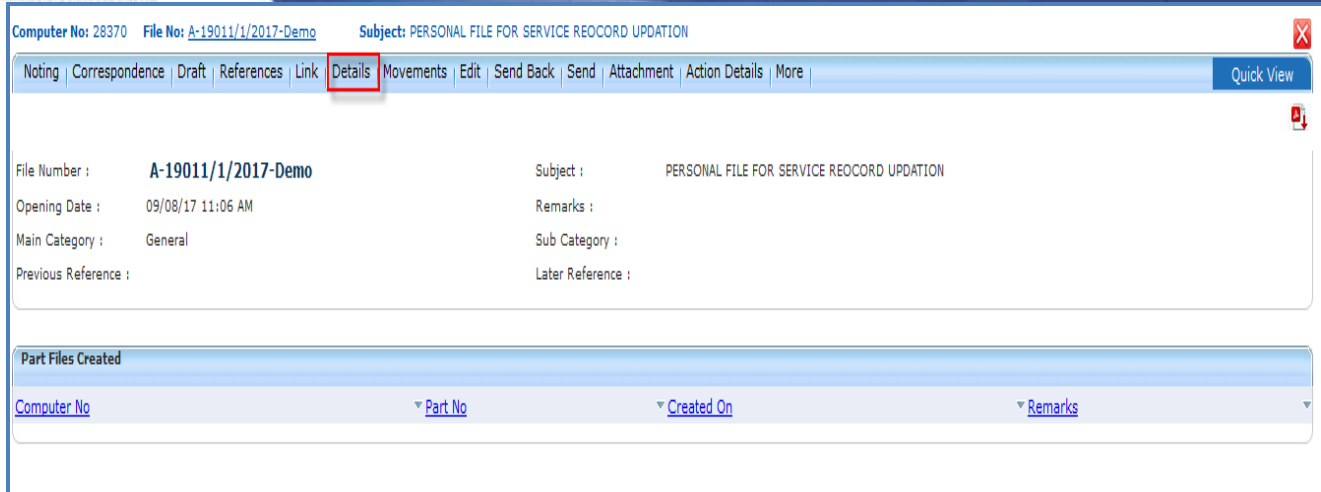 Computer No: 28370 File No: A-19011/1/2017-Demo Subject: PERSONAL FILE FOR SERVICE REOCORD UPDATION
Noting | Correspondence | Draft | References | Link | Details | Movements | Edit | Send Back | Send | Attachment | Action Details | More | Quick View
File Number : A-19011/1/2017-Demo Subject : PERSONAL FILE FOR SERVICE REOCORD UPDATION
Opening Date : 09/08/17 11:06 AM Remarks :
Main Category : General Sub Category :
Previous Reference : Later Reference :
Part Files Created
Computer No Part No Created On Remarks